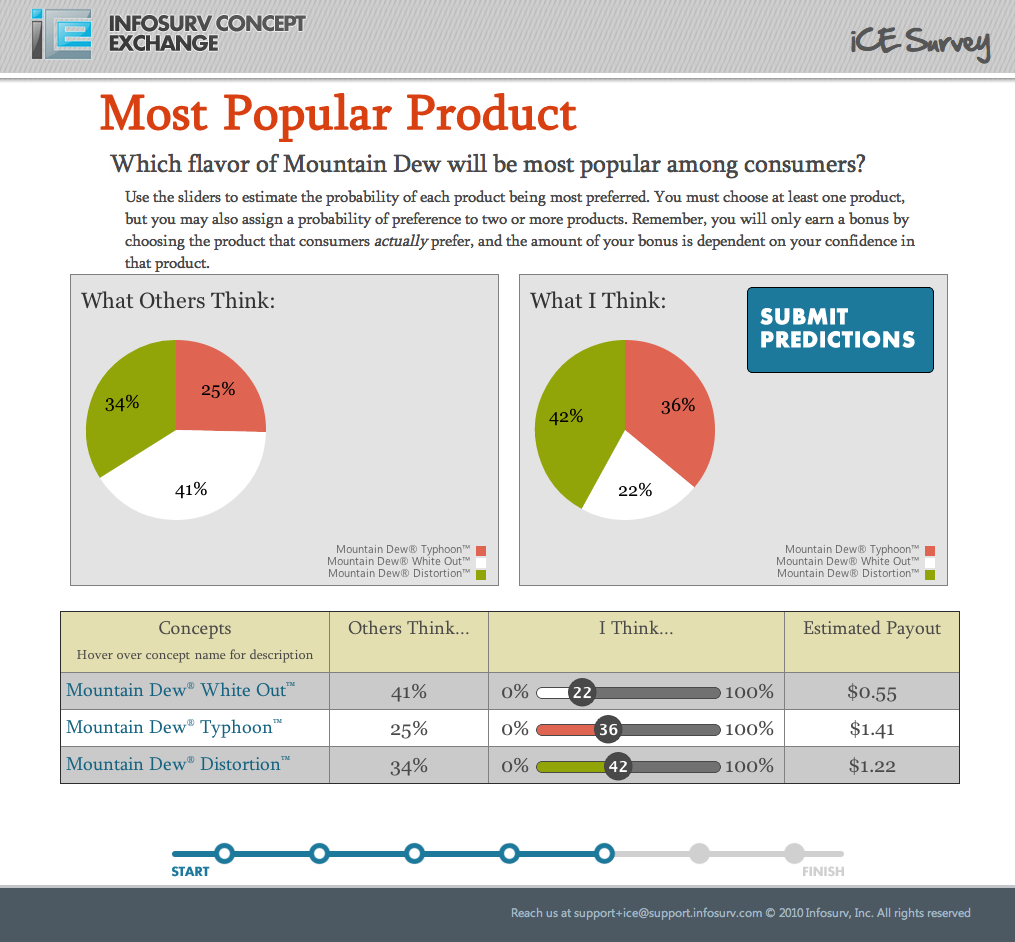 iE INFOSURV CONCEPT
EXCHANGE
iCE Survey
Most Popular Product
Which flavor of Mountain Dew will be most popular among consumers?
Use the sliders to estimate the probability of each product being most preferred. You must choose at least one product,
but you may also assign a probability of preference to two or more products. Remember, you will only earn a bonus by
choosing the product that consumers actually prefer, and the amount of your bonus is dependent on your confidence in
that product.
What Others Think:
34%
25%
41%
Mountain Dew® Typhoon™
Mountain Dew® White Out™
Mountain Dew® Distortion™
What I Think:
SUBMIT
PREDICTIONS
42%
36%
22%
Mountain Dew® Typhoon™
Mountain Dew® White Out™
Mountain Dew® Distortion™
Concepts Others Think... I Think... Estimated Payout
Hover over concept name for description
Mountain Dew® White Out™ 41% 0% 22 100% $0.55
Mountain Dew® Typhoon™ 25% 0% 36 100% $1.41
Mountain Dew® Distortion™ 34% 0% 42 100% $1.22
START FINISH
Reach us at support+ice@support.infosurv.com © 2010 Infosurv, Inc. All rights reserved